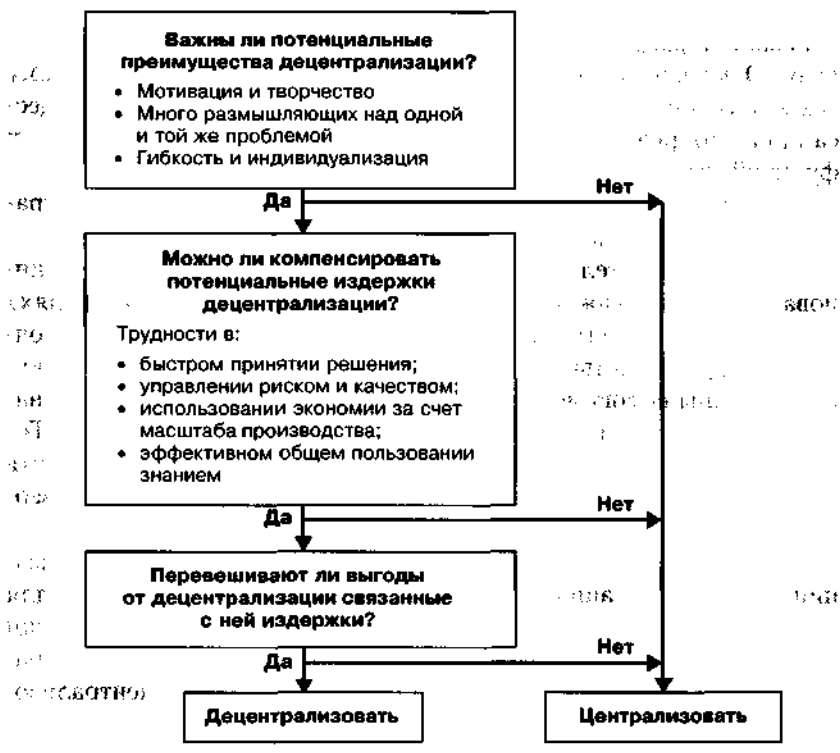 Важны ли потенциальные
преимущества децентрализации?
• Мотивация и творчество
• Много размышляющих над одной
и той же проблемой
• Гибкость и индивидуализация
Да
Нет
Можно ли компенсировать
потенциальные издержки
децентрализации?
Трудности в:
• быстром принятии решения;
• управлении риском и качеством;
• использовании экономии за счет
масштаба производства;
• эффективном общем пользовании
знанием
Да
Нет
Перевешивают ли выгоды
от децентрализации связанные
с ней издержки?
Да
Нет
Децентрализовать
Централизовать